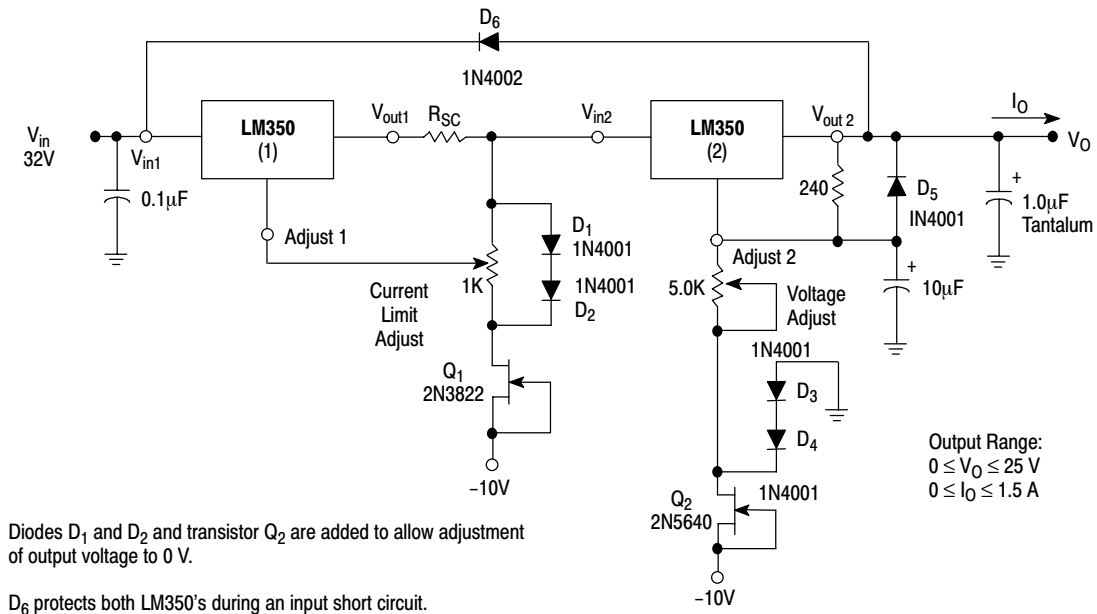 D6
1N4002
Vin
32V
Vin1
LM350
(1)
Vout1
RSC
Vin2
LM350
(2)
Vout 2
IO
VO
0.1µF
Adjust 1
1K
Current
Limit
Adjust
D1
1N4001
1N4001
D2
240
D5
IN4001
+
1.0µF
Tantalum
Adjust 2
5.0K
Voltage
Adjust
+
10µF
Q1
2N3822
–10V
1N4001
D3
D4
1N4001
Q2
2N5640
–10V
Output Range:
0 ≤ VO ≤ 25 V
0 ≤ IO ≤ 1.5 A
Diodes D1 and D2 and transistor Q2 are added to allow adjustment
of output voltage to 0 V.
D6 protects both LM350's during an input short circuit.